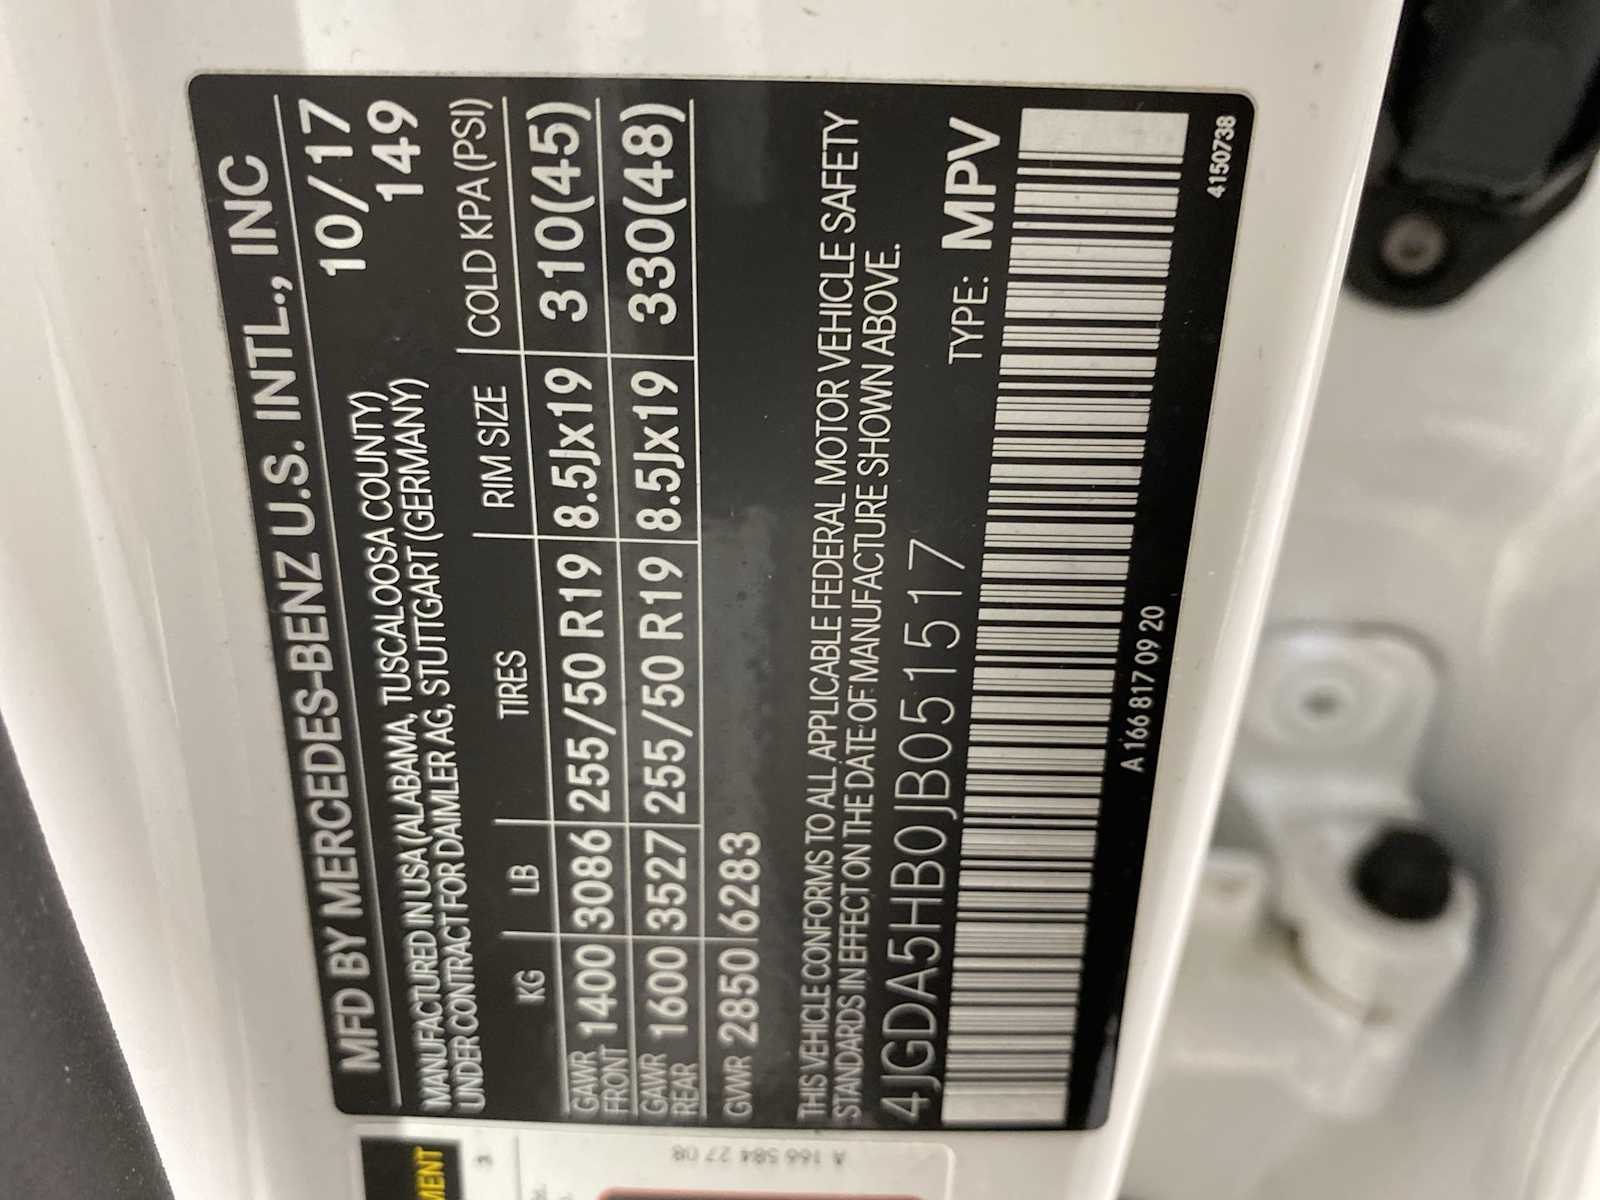 MFD BY MERCEDES-BENZ U.S. INTL., INC
10/17
MANUFACTURED IN USA (ALABAMA, TUSCALOOSA COUNTY) 149
UNDER CONTRACT FOR DAIMLER AG, STUTTGART (GERMANY)
KG LB TIRES RIM SIZE COLD KPA (PSI)
GAWR FRONT 1400 3086 255/50 R19 8.5Jx19 310(45)
GAWR REAR 1600 3527 255/50 R19 8.5Jx19 330(48)
GVWR 2850 6283
THIS VEHICLE CONFORMS TO ALL APPLICABLE FEDERAL MOTOR VEHICLE SAFETY
STANDARDS IN EFFECT ON THE DATE OF MANUFACTURE SHOWN ABOVE.
4JGDA5HB0JB051517 TYPE: MPV
A 166 817 09 20
4150738
A 166 584 27 08